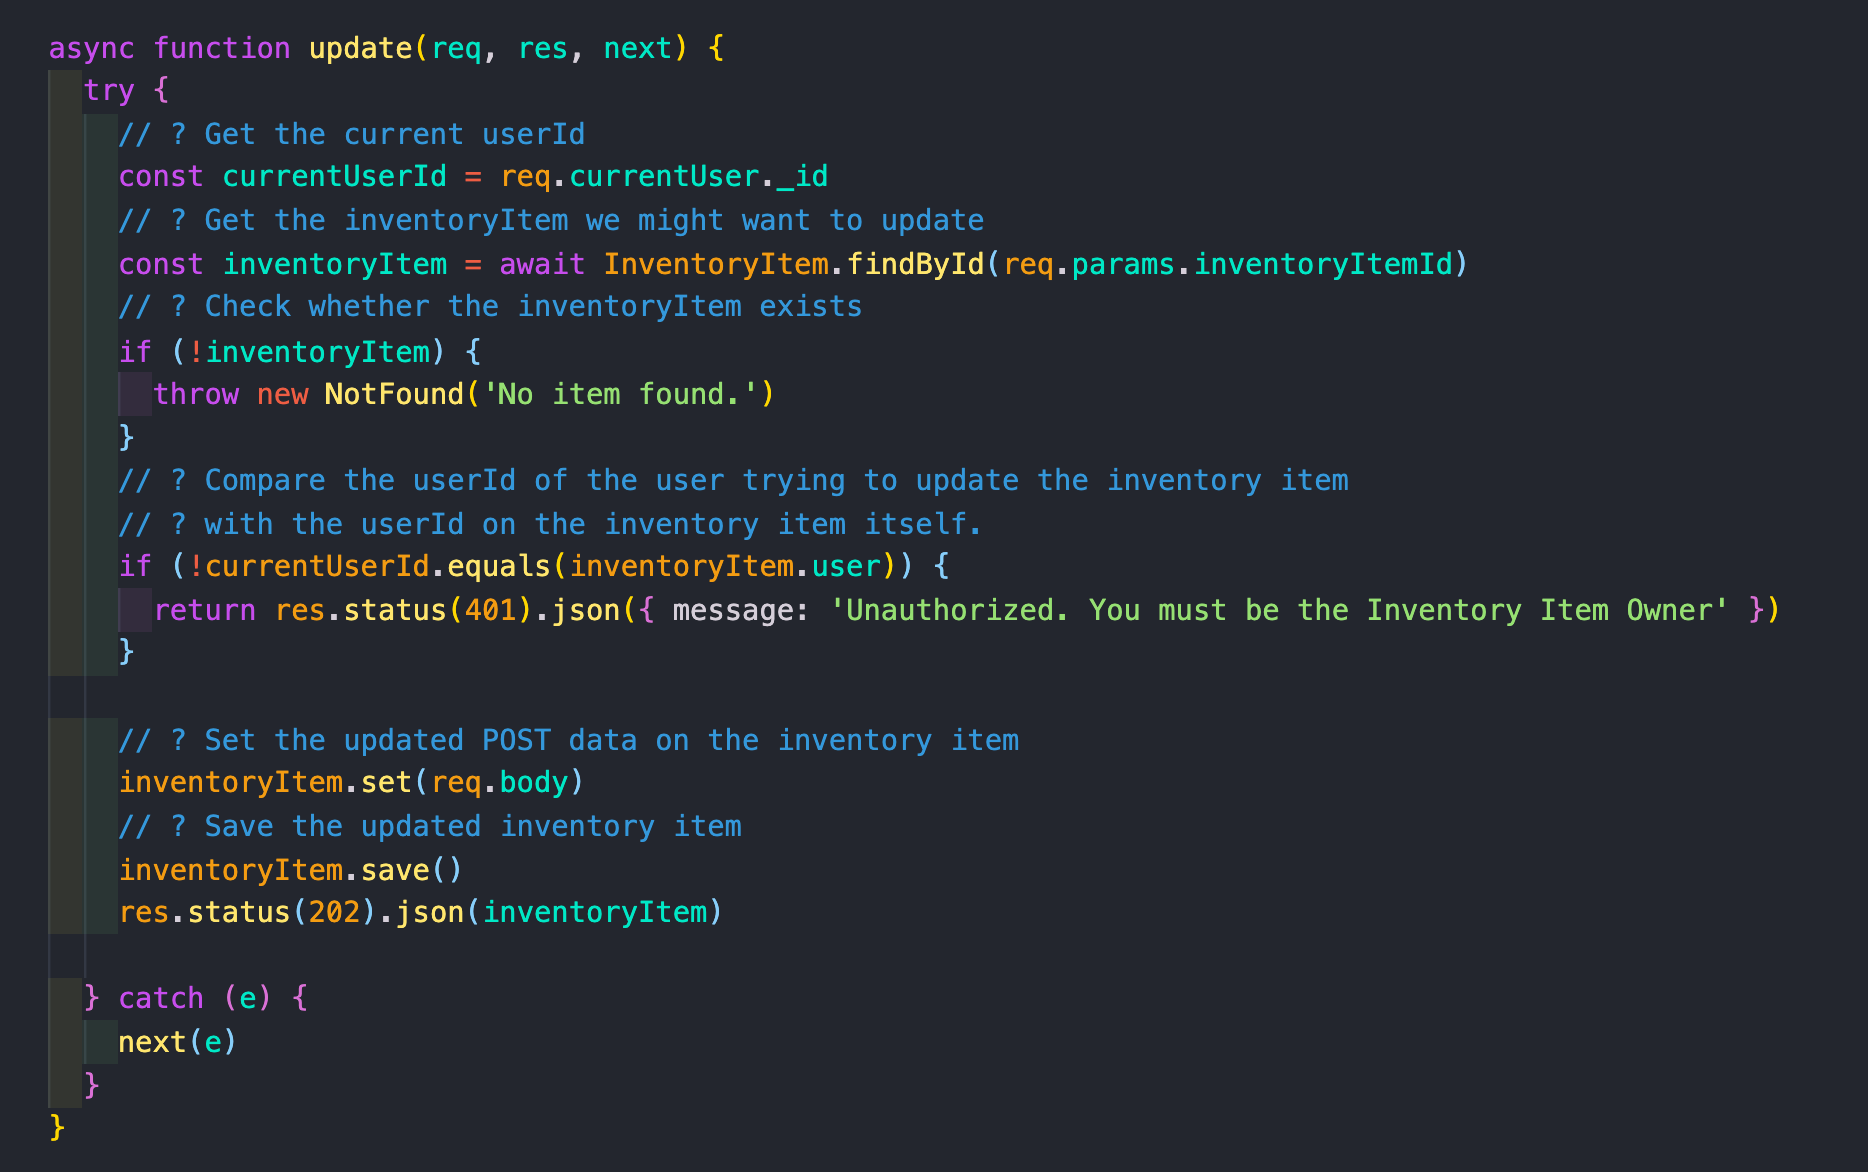 async function update(req, res, next) {
  try {
    // ? Get the current userId
    const currentUserId = req.currentUser._id
    // ? Get the inventoryItem we might want to update
    const inventoryItem = await InventoryItem.findById(req.params.inventoryItemId)
    // ? Check whether the inventoryItem exists
    if (!inventoryItem) {
      throw new NotFound('No item found.')
    }
    // ? Compare the userId of the user trying to update the inventory item
    // ? with the userId on the inventory item itself.
    if (!currentUserId.equals(inventoryItem.user)) {
      return res.status(401).json({ message: 'Unauthorized. You must be the Inventory Item Owner' })
    }

    // ? Set the updated POST data on the inventory item
    inventoryItem.set(req.body)
    // ? Save the updated inventory item
    inventoryItem.save()
    res.status(202).json(inventoryItem)

  } catch (e) {
    next(e)
  }
}